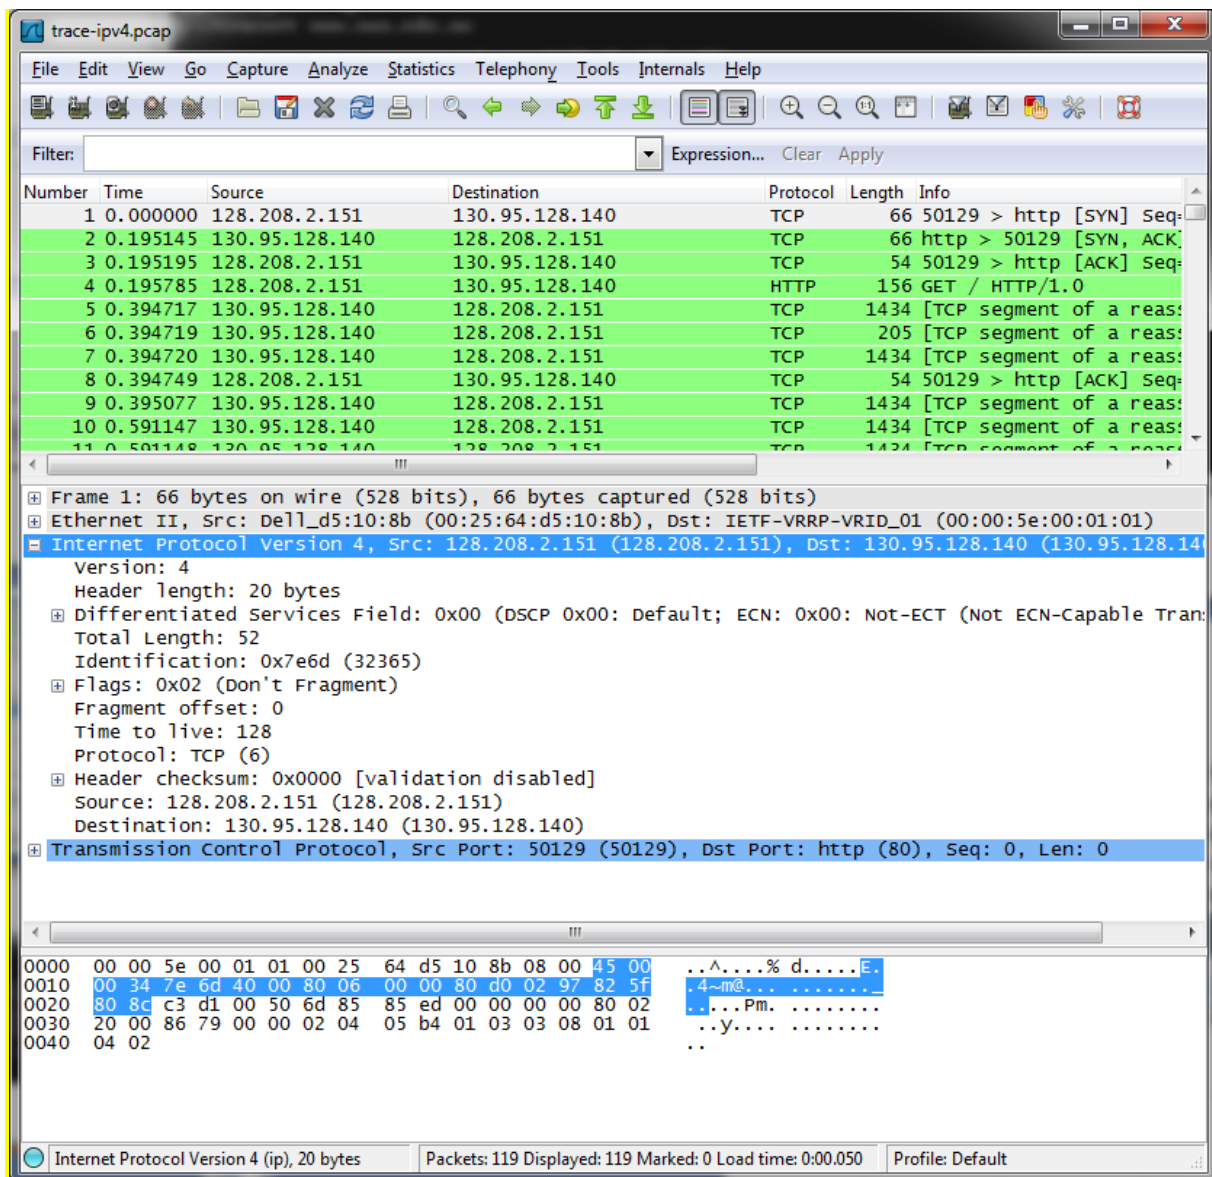 trace-ipv4.pcap
File Edit View Go Capture Analyze Statistics Telephony Tools Internals Help
Filter: Expression... Clear Apply
Number Time Source Destination Protocol Length Info
1 0.000000 128.208.2.151 130.95.128.140 TCP 66 50129 > http [SYN] Seq=
2 0.195145 130.95.128.140 128.208.2.151 TCP 66 http > 50129 [SYN, ACK]
3 0.195195 128.208.2.151 130.95.128.140 TCP 54 50129 > http [ACK] Seq=
4 0.195785 128.208.2.151 130.95.128.140 HTTP 156 GET / HTTP/1.0
5 0.394717 130.95.128.140 128.208.2.151 TCP 1434 [TCP segment of a reas
6 0.394719 130.95.128.140 128.208.2.151 TCP 205 [TCP segment of a reas
7 0.394720 130.95.128.140 128.208.2.151 TCP 1434 [TCP segment of a reas
8 0.394749 128.208.2.151 130.95.128.140 TCP 54 50129 > http [ACK] Seq=
9 0.395077 130.95.128.140 128.208.2.151 TCP 1434 [TCP segment of a reas
10 0.591147 130.95.128.140 128.208.2.151 TCP 1434 [TCP segment of a reas
11 0.591148 130.95.128.140 128.208.2.151 TCP 1434 [TCP segment of a reas
Frame 1: 66 bytes on wire (528 bits), 66 bytes captured (528 bits)
Ethernet II, Src: Dell_d5:10:8b (00:25:64:d5:10:8b), Dst: IETF-VRRP-VRID_01 (00:00:5e:00:01:01)
Internet Protocol Version 4, Src: 128.208.2.151 (128.208.2.151), Dst: 130.95.128.140 (130.95.128.14
Version: 4
Header length: 20 bytes
Differentiated Services Field: 0x00 (DSCP 0x00: Default; ECN: 0x00: Not-ECT (Not ECN-Capable Tran
Total Length: 52
Identification: 0x7e6d (32365)
Flags: 0x02 (Don't Fragment)
Fragment offset: 0
Time to live: 128
Protocol: TCP (6)
Header checksum: 0x0000 [validation disabled]
Source: 128.208.2.151 (128.208.2.151)
Destination: 130.95.128.140 (130.95.128.140)
Transmission Control Protocol, Src Port: 50129 (50129), Dst Port: http (80), Seq: 0, Len: 0
0000 00 00 5e 00 01 01 00 25 64 d5 10 8b 08 00 45 00 ..^....% d.....E.
0010 00 34 7e 6d 40 00 80 06 00 00 80 d0 02 97 82 5f .4~m@... ......._
0020 80 8c c3 d1 00 50 6d 85 85 ed 00 00 00 00 80 02 .....Pm. ........
0030 20 00 86 79 00 00 02 04 05 b4 01 03 03 08 01 01 ..y.... ........
0040 04 02 ..
Internet Protocol Version 4 (ip), 20 bytes Packets: 119 Displayed: 119 Marked: 0 Load time: 0:00.050 Profile: Default